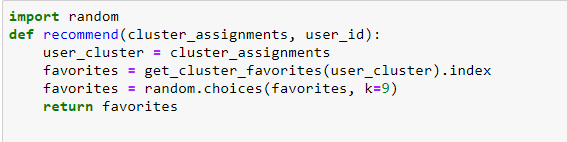 import random
def recommend(cluster_assignments, user_id):
    user_cluster = cluster_assignments
    favorites = get_cluster_favorites(user_cluster).index
    favorites = random.choices(favorites, k=9)
    return favorites